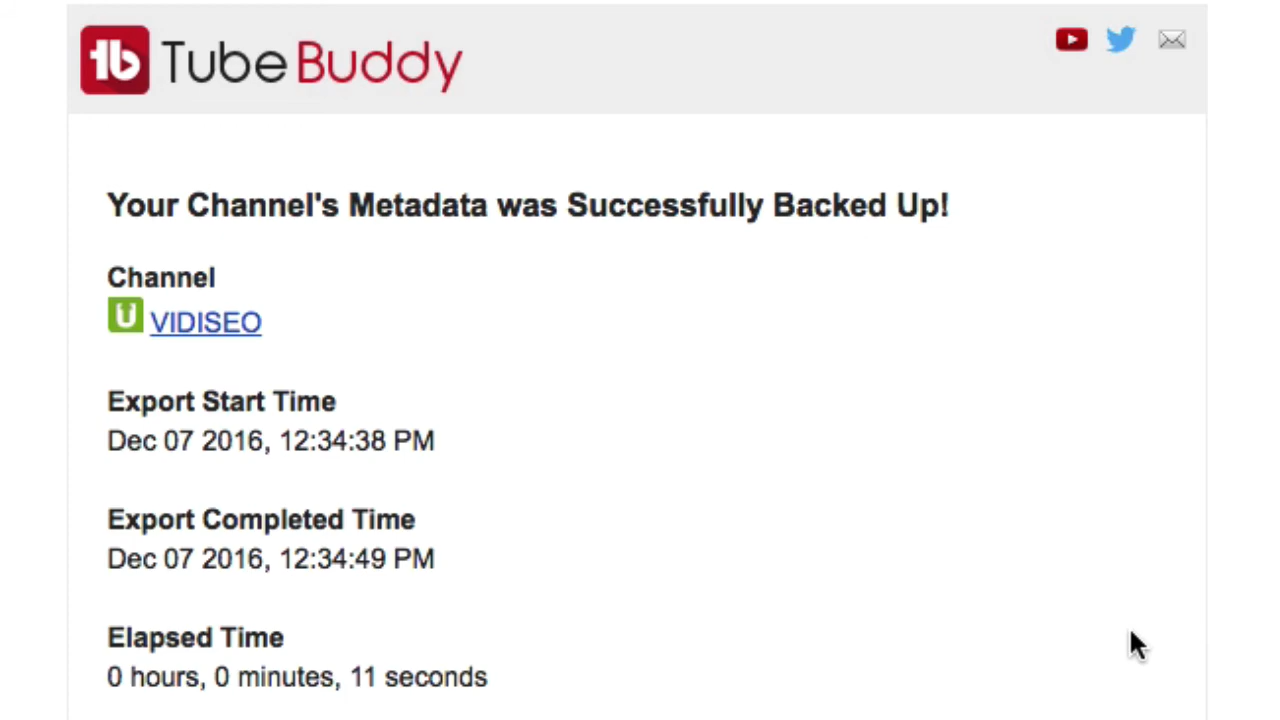 tb TubeBuddy
Your Channel's Metadata was Successfully Backed Up!
Channel
U VIDISEO
Export Start Time
Dec 07 2016, 12:34:38 PM
Export Completed Time
Dec 07 2016, 12:34:49 PM
Elapsed Time
0 hours, 0 minutes, 11 seconds